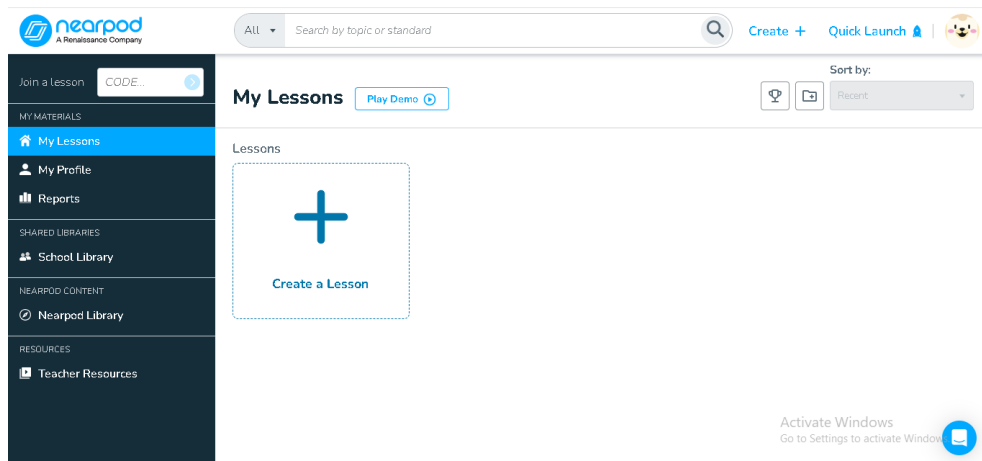 nearpod
A Renaissance Company
All
Search by topic or standard
Create +
Quick Launch
Join a lesson
CODE...
MY MATERIALS
My Lessons
My Profile
Reports
SHARED LIBRARIES
School Library
NEARPOD CONTENT
Nearpod Library
RESOURCES
Teacher Resources
My Lessons
Play Demo
Sort by:
Recent
Lessons
Create a Lesson
Activate Windows
Go to Settings to activate Window